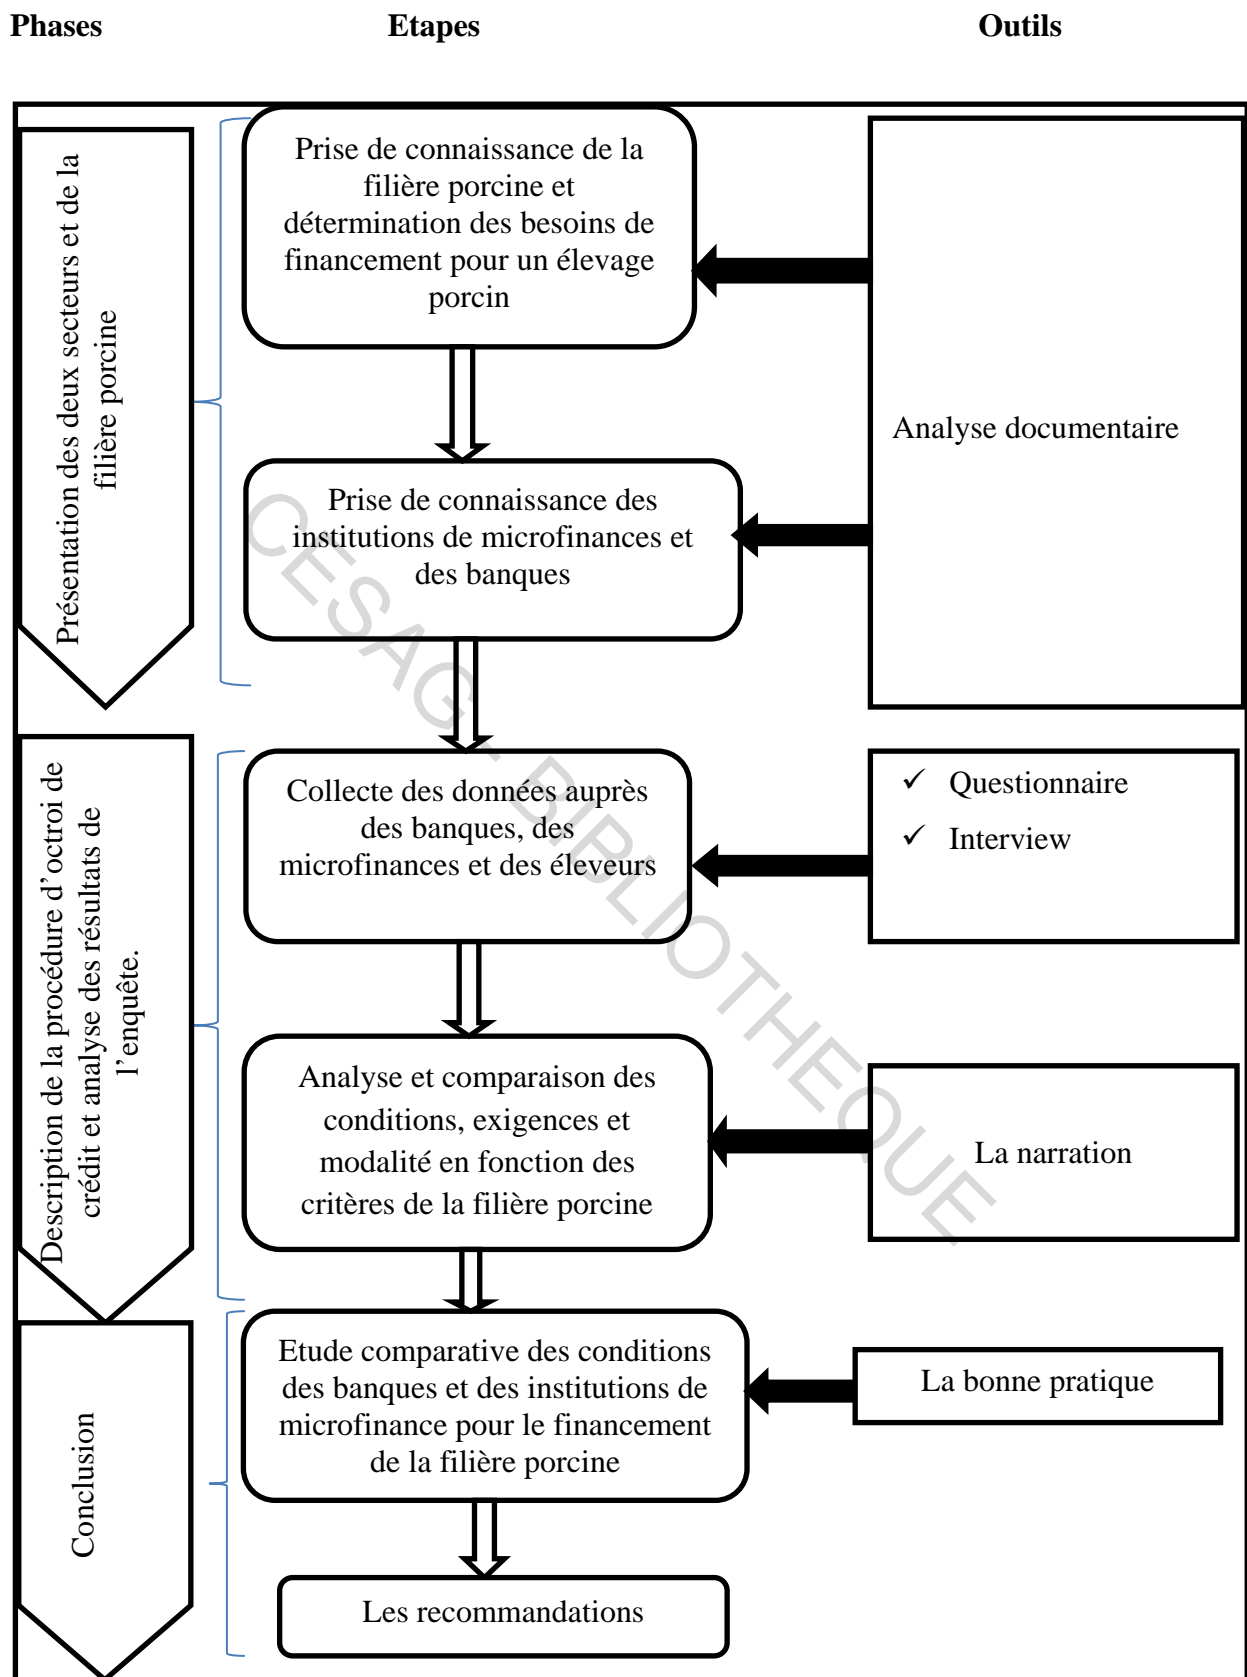 Phases
Etapes
Outils
Présentation des deux secteurs et de la
filière porcine
Prise de connaissance de la
filière porcine et
détermination des besoins de
financement pour un élevage
porcin
Analyse documentaire
Prise de connaissance des
institutions de microfinances et
des banques
Description de la procédure d'octroi de
crédit et analyse des résultats de
l'enquête.
Collecte des données auprès
des banques, des
microfinances et des éleveurs
✓ Questionnaire
✓ Interview
Analyse et comparaison des
conditions, exigences et
modalité en fonction des
critères de la filière porcine
La narration
Conclusion
Etude comparative des conditions
des banques et des institutions de
microfinance pour le financement
de la filière porcine
La bonne pratique
Les recommandations
CESAG - BIBLIOTHEQUE